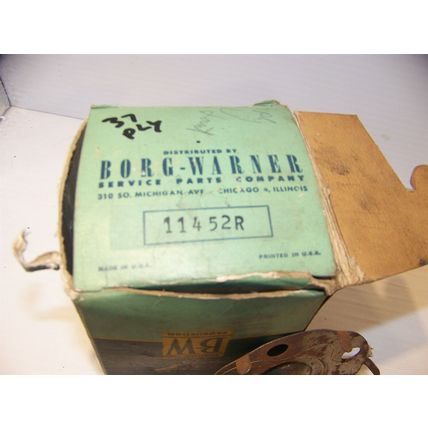 37
PLY
DISTRIBUTED BY
BORG-WARNER
SERVICE PARTS COMPANY
310 SO. MICHIGAN AVE. CHICAGO 4, ILLINOIS
11452R
MADE IN U.S.A.
PRINTED IN U.S.A.
B-W